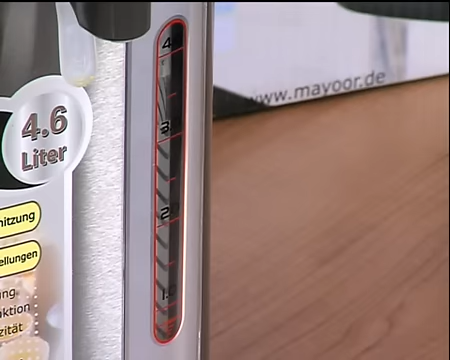 4
3
2
1.0
www.mayoor.de
4.6
Liter
hitzung
ellungen
ng
ktion
zität